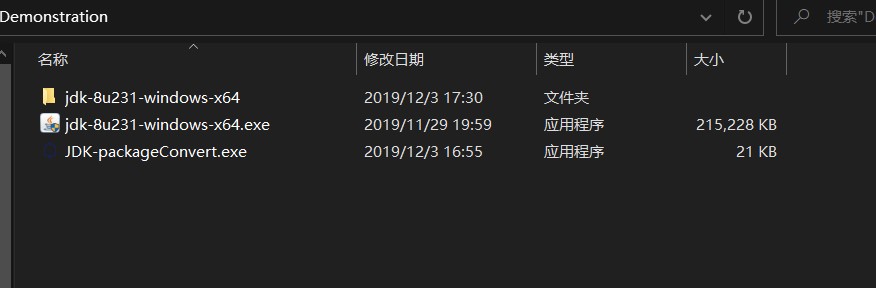 Demonstration
搜索"D
名称 修改日期 类型 大小
jdk-8u231-windows-x64 2019/12/3 17:30 文件夹
jdk-8u231-windows-x64.exe 2019/11/29 19:59 应用程序 215,228 KB
JDK-packageConvert.exe 2019/12/3 16:55 应用程序 21 KB